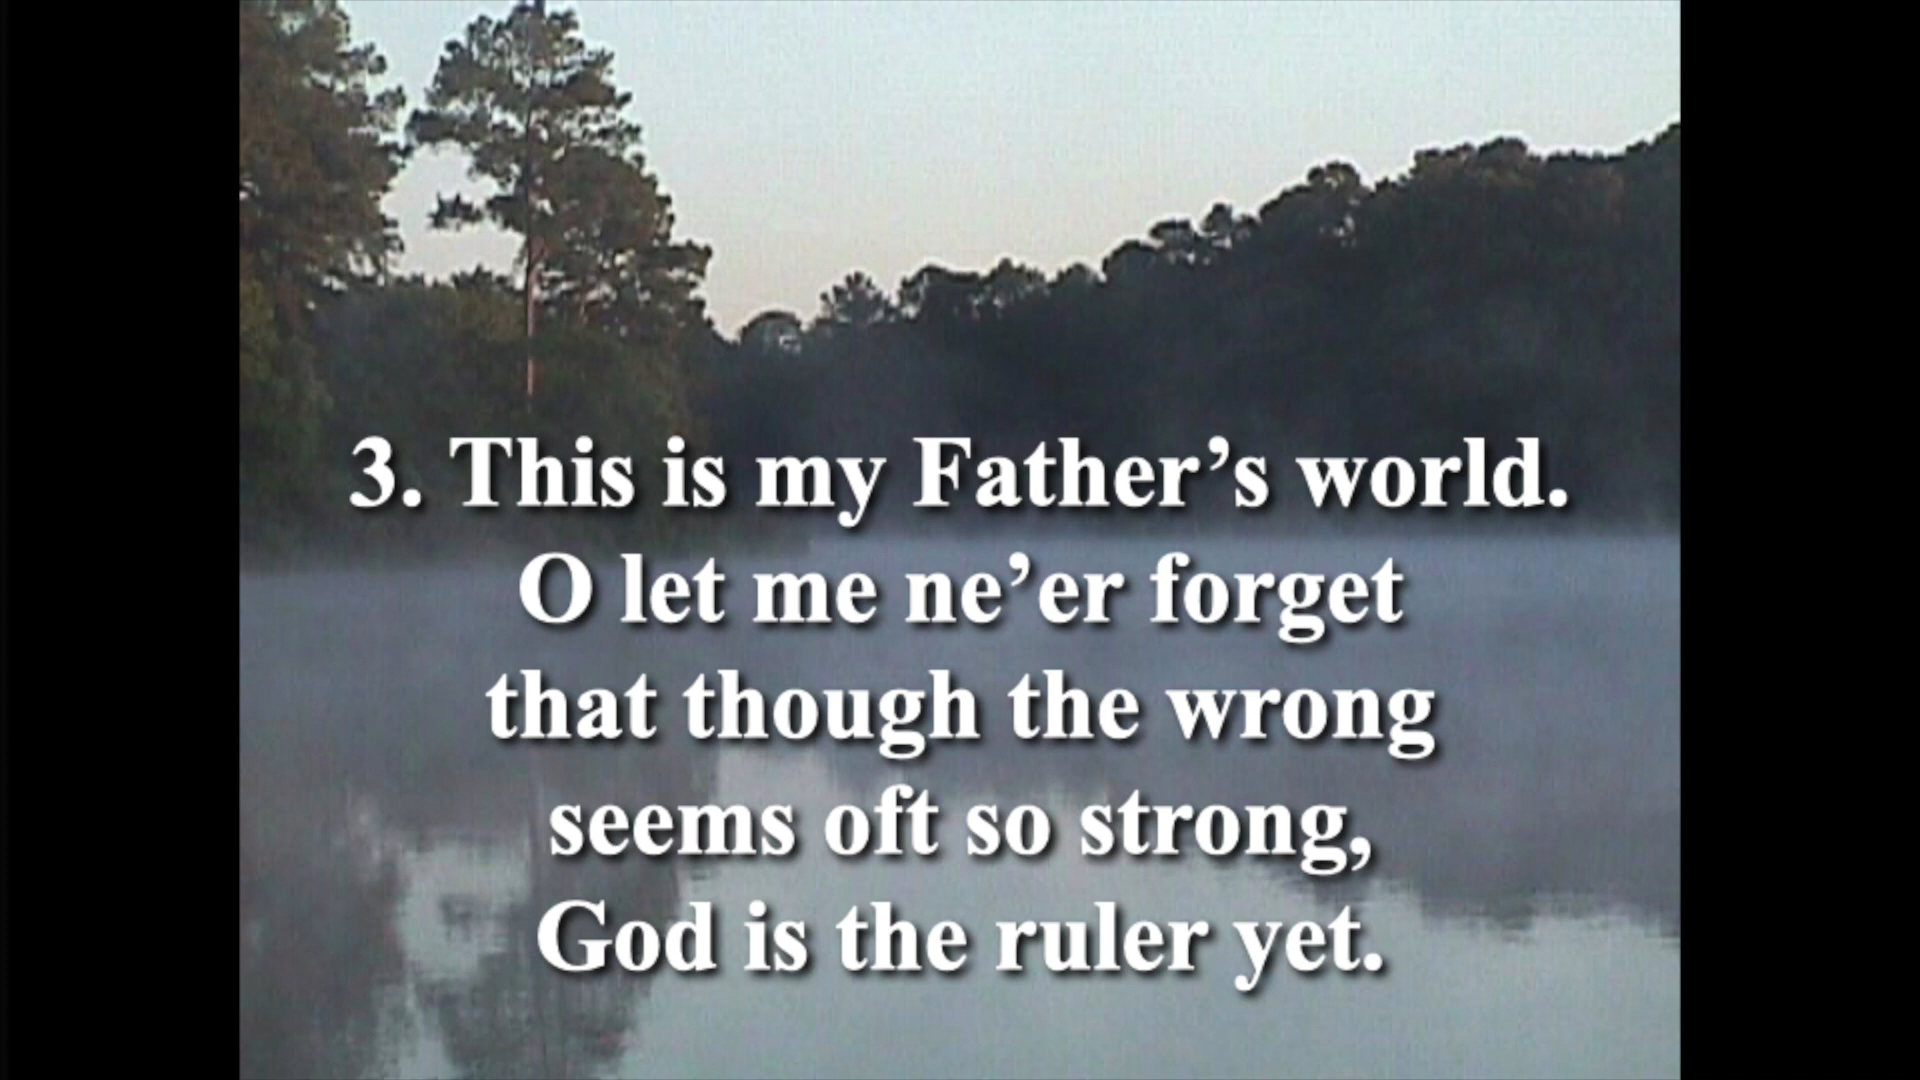 3. This is my Father’s world.
O let me ne’er forget
that though the wrong
seems oft so strong,
God is the ruler yet.